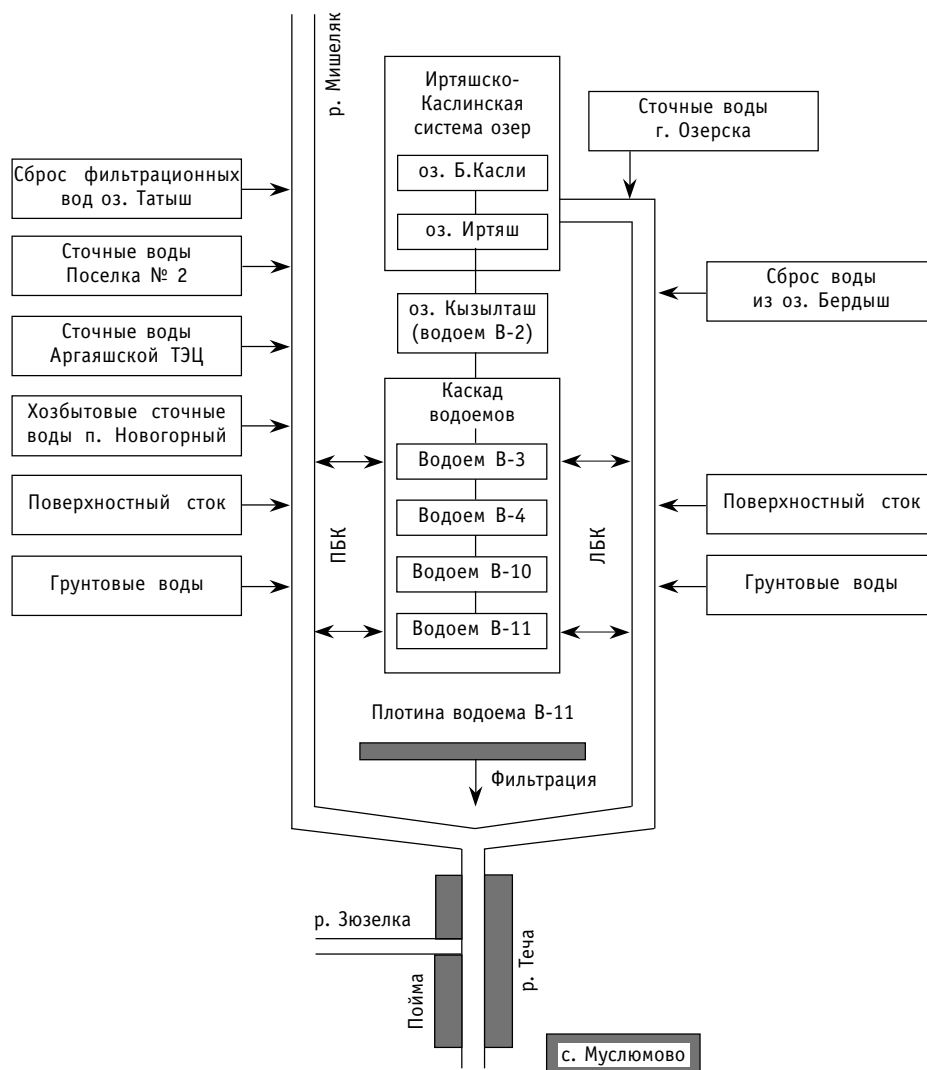 р. Мишеляк
Иртяшско-
Каслинская
система озер
оз. Б.Касли
оз. Иртяш
Сточные воды
г. Озерска
Сброс фильтрационных
вод оз. Татыш
Сточные воды
Поселка № 2
Сточные воды
Аргаяшской ТЭЦ
Хозбытовые сточные
воды п. Новогорный
Поверхностный сток
Грунтовые воды
оз. Кызылташ
(водоем В-2)
Каскад
водоемов
Водоем В-3
Водоем В-4
Водоем В-10
Водоем В-11
ПБК
ЛБК
Сброс воды
из оз. Бердыш
Поверхностный сток
Грунтовые воды
Плотина водоема В-11
Фильтрация
р. Зюзелка
Пойма
р. Теча
с. Муслюмово